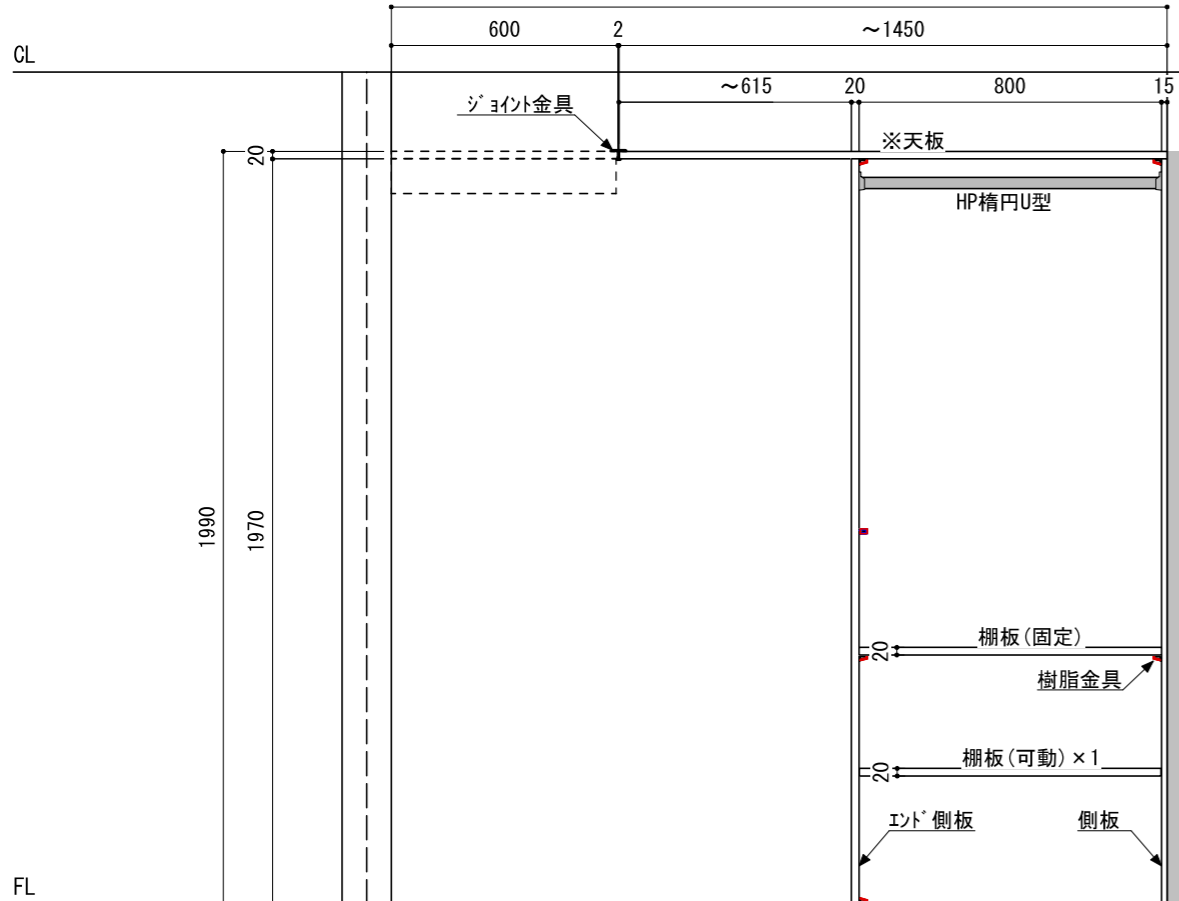 600 2 ～1450
CL
～615 20 800 15
ｼﾞｮｲﾝﾄ金具
20
※天板
HP楕円U型
1990
1970
棚板(固定)
20
樹脂金具
棚板(可動)×1
20
ｴﾝﾄﾞ側板
側板
FL